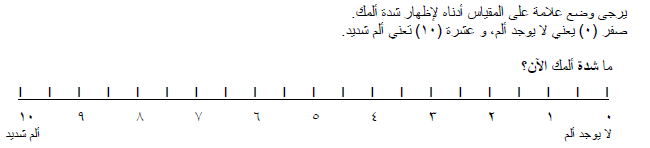 يرجى وضع علامة على المقياس أدناه لإظهار شدة ألمك.
صفر (٠) يعني لا يوجد ألم، و عشرة (١٠) تعني ألم شديد.
ما شدة ألمك الآن؟
٠ ١ ٢ ٣ ٤ ٥ ٦ ٧ ٨ ٩ ١٠
لا يوجد ألم ألم شديد